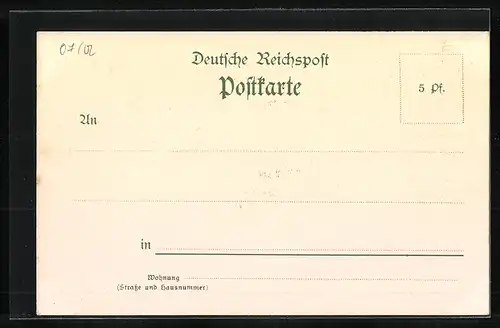 07/02
Deutsche Reichspost
Postkarte
5 Pf.
An
in
Wohnung
(Straße und Hausnummer)